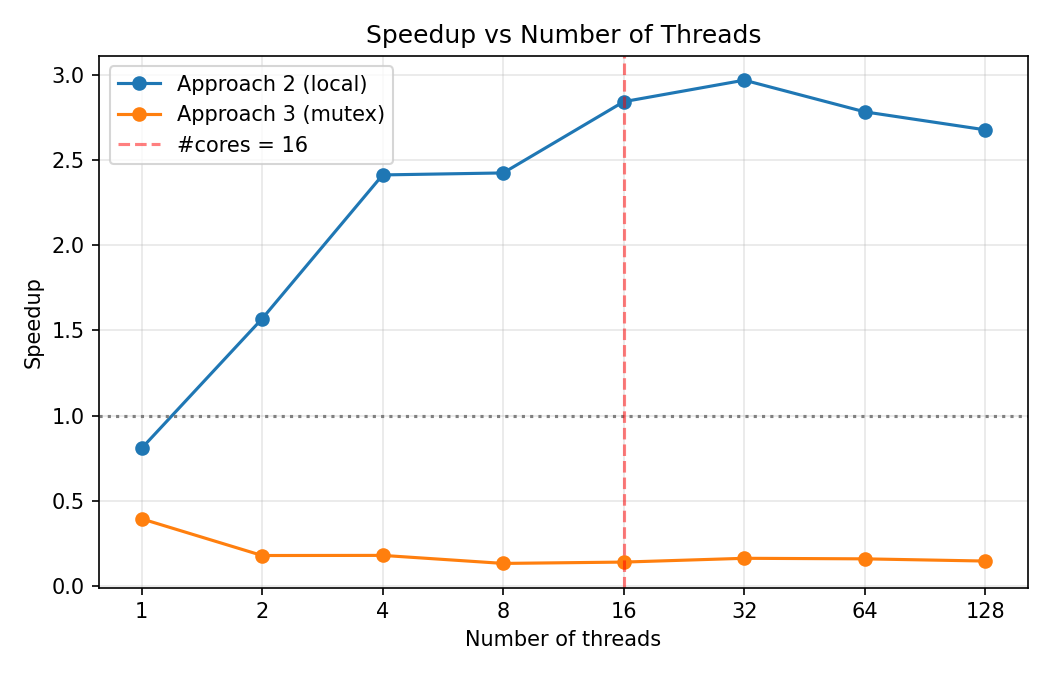 Speedup vs Number of Threads
Approach 2 (local)
Approach 3 (mutex)
#cores = 16
3.0
2.5
2.0
1.5
1.0
0.5
0.0
Speedup
1 2 4 8 16 32 64 128
Number of threads